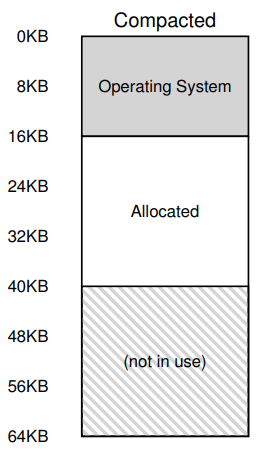 Compacted
0KB
8KB
Operating System
16KB
24KB
Allocated
32KB
40KB
48KB
(not in use)
56KB
64KB